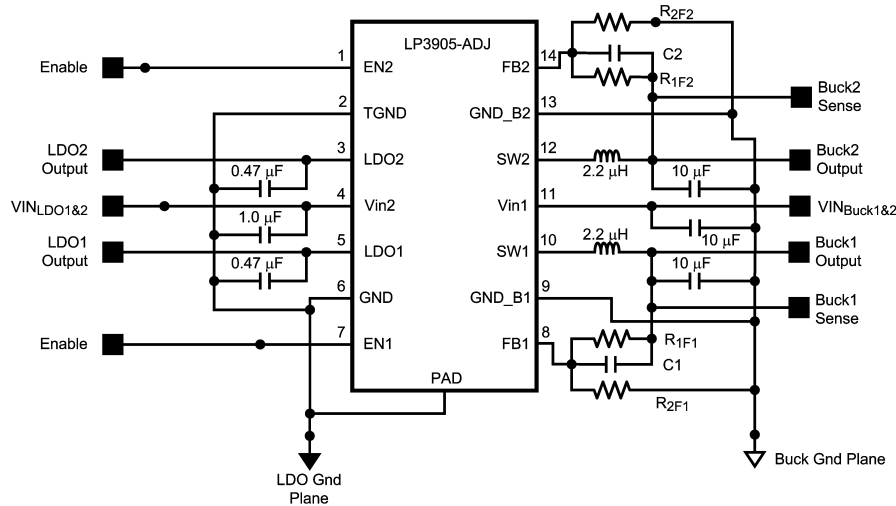 R2F2
LP3905-ADJ
1
14
C2
Enable
EN2
FB2
R1F2
Buck2
Sense
2
13
TGND
GND_B2
LDO2
Output
3
12
Buck2
Output
LDO2
SW2
0.47 µF
2.2 µH
10 µF
4
11
VINLDO1&2
Vin2
Vin1
VINBuck1&2
1.0 µF
2.2 µH
10 µF
LDO1
Output
5
10
Buck1
Output
LDO1
SW1
0.47 µF
10 µF
6
9
GND
GND_B1
Buck1
Sense
7
8
R1F1
Enable
EN1
FB1
C1
PAD
R2F1
LDO Gnd
Plane
Buck Gnd Plane